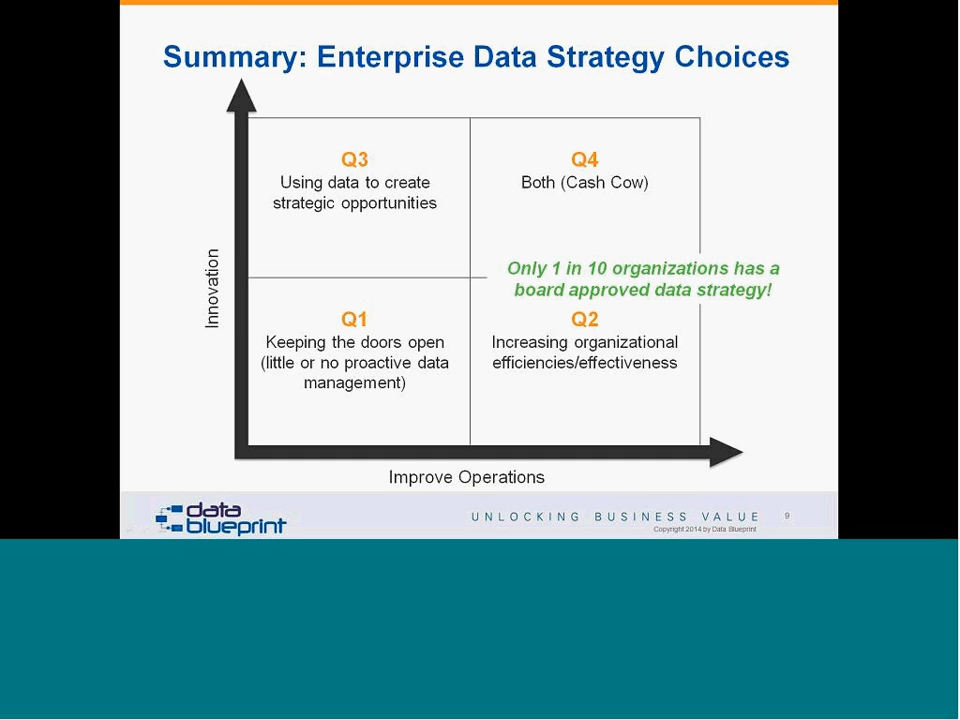 Summary: Enterprise Data Strategy Choices
Q3
Using data to create
strategic opportunities
Q4
Both (Cash Cow)
Only 1 in 10 organizations has a
board approved data strategy!
Innovation
Q1
Keeping the doors open
(little or no proactive data
management)
Q2
Increasing organizational
efficiencies/effectiveness
Improve Operations
data
blueprint
UNLOCKING BUSINESS VALUE
9
Copyright 2014 by Data Blueprint